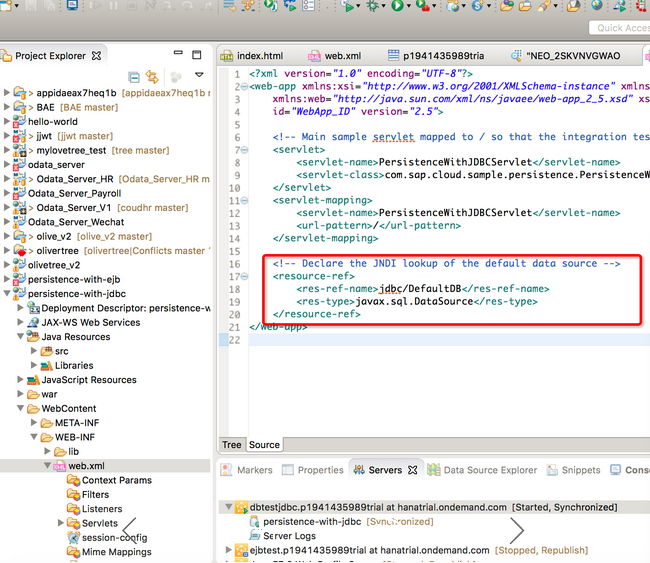 Quick Access
Project Explorer
> appidaeax7heq1b [appidaeax7heq1b m
> BAE [BAE master]
hello-world
> jjwt [jjwt master]
> mylovetree_test [tree master]
odata_server
> Odata_Server_HR [Odata_Server_HR m
Odata_Server_Payroll
> Odata_Server_V1 [coudhr master]
Odata_Server_Wechat
> olive_v2 [olive_v2 master]
> olivertree [olivertree|Conflicts master]
olivetree_v2
persistence-with-ejb
persistence-with-jdbc
Deployment Descriptor: persistence-w
JAX-WS Web Services
Java Resources
src
Libraries
JavaScript Resources
war
WebContent
META-INF
WEB-INF
lib
web.xml
Context Params
Filters
Listeners
Servlets
session-config
Mime Mappings
index.html
web.xml
p1941435989tria
"NEO_2SKVNVGWAO
1 <?xml version="1.0" encoding="UTF-8"?>
2 <web-app xmlns:xsi="http://www.w3.org/2001/XMLSchema-instance" xmlns
3 xmlns:web="http://java.sun.com/xml/ns/javaee/web-app_2_5.xsd" xs
4 id="WebApp_ID" version="2.5">
5
6 <!-- Main sample servlet mapped to / so that the integration tes
7 <servlet>
8 <servlet-name>PersistenceWithJDBCServlet</servlet-name>
9 <servlet-class>com.sap.cloud.sample.persistence.PersistenceW
10 </servlet>
11 <servlet-mapping>
12 <servlet-name>PersistenceWithJDBCServlet</servlet-name>
13 <url-pattern>/</url-pattern>
14 </servlet-mapping>
15
16 <!-- Declare the JNDI lookup of the default data source -->
17 <resource-ref>
18 <res-ref-name>jdbc/DefaultDB</res-ref-name>
19 <res-type>javax.sql.DataSource</res-type>
20 </resource-ref>
21 </web-app>
22
Tree Source
Markers Properties Servers Data Source Explorer Snippets Conso
dbtestjdbc.p1941435989trial at hanatrial.ondemand.com [Started, Synchronized]
persistence-with-jdbc [Synchronized]
Server Logs
ejbtest.p1941435989trial at hanatrial.ondemand.com [Stopped, Republish]